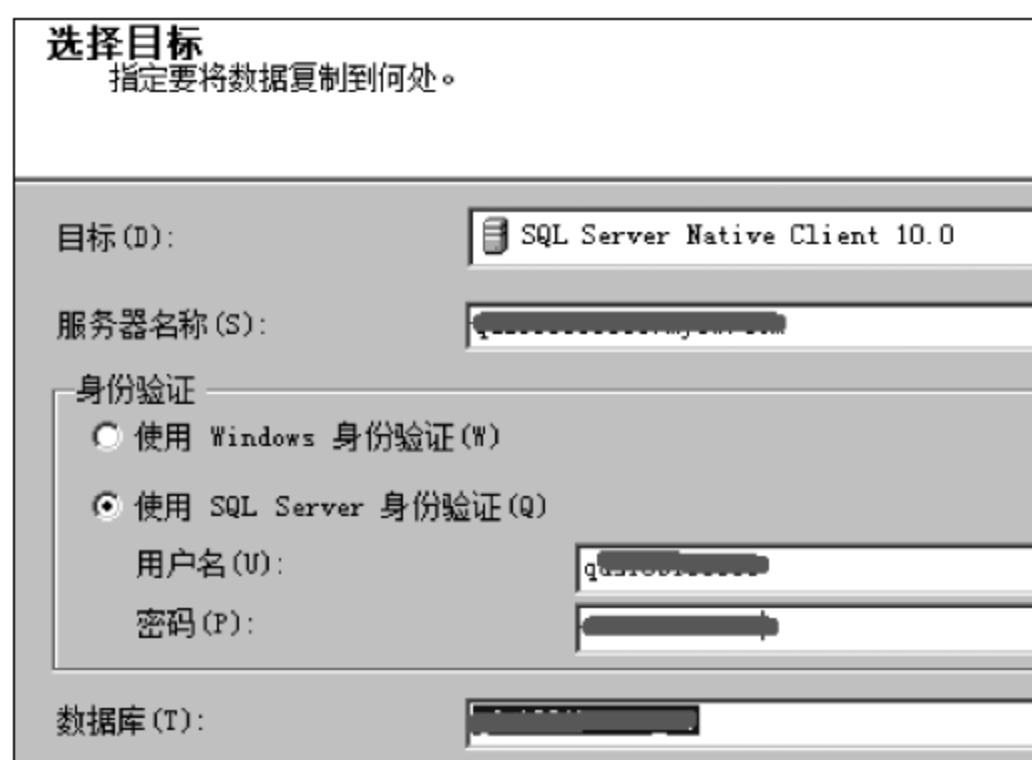 选择目标
指定要将数据复制到何处。
目标(D):
SQL Server Native Client 10.0
服务器名称(S):
身份验证
使用 Windows 身份验证(W)
使用 SQL Server 身份验证(Q)
用户名(U):
密码(P):
数据库(T):